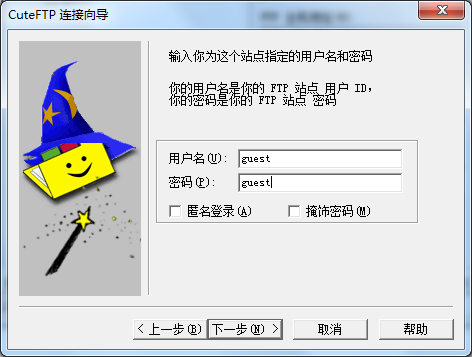 CuteFTP 连接向导
输入你为这个站点指定的用户名和密码
你的用户名是你的 FTP 站点 用户 ID，
你的密码是你的 FTP 站点 密码
用户名(U): guest
密码(P): guest
匿名登录(A) 掩饰密码(M)
< 上一步(B) 下一步(N) > 取消 帮助